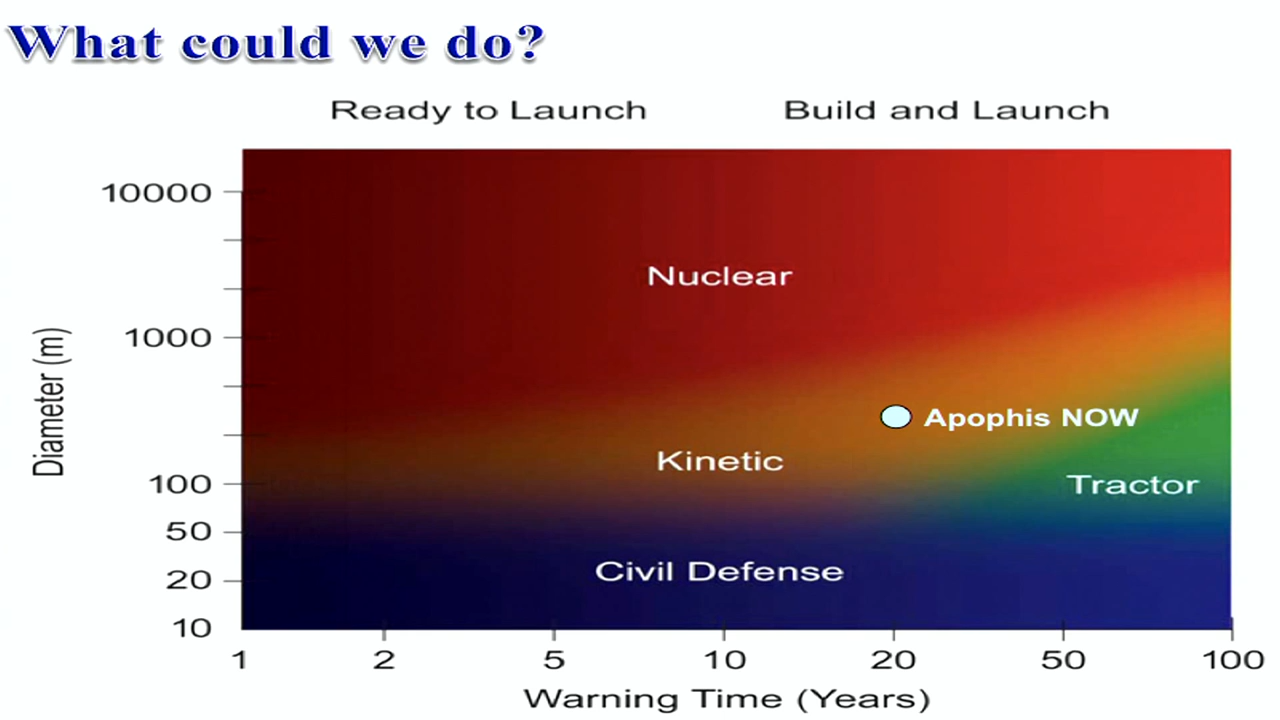 What could we do?
Ready to Launch
Build and Launch
10000
1000
100
50
20
10
Diameter (m)
Nuclear
Apophis NOW
Kinetic
Tractor
Civil Defense
1
2
5
10
20
50
100
Warning Time (Years)